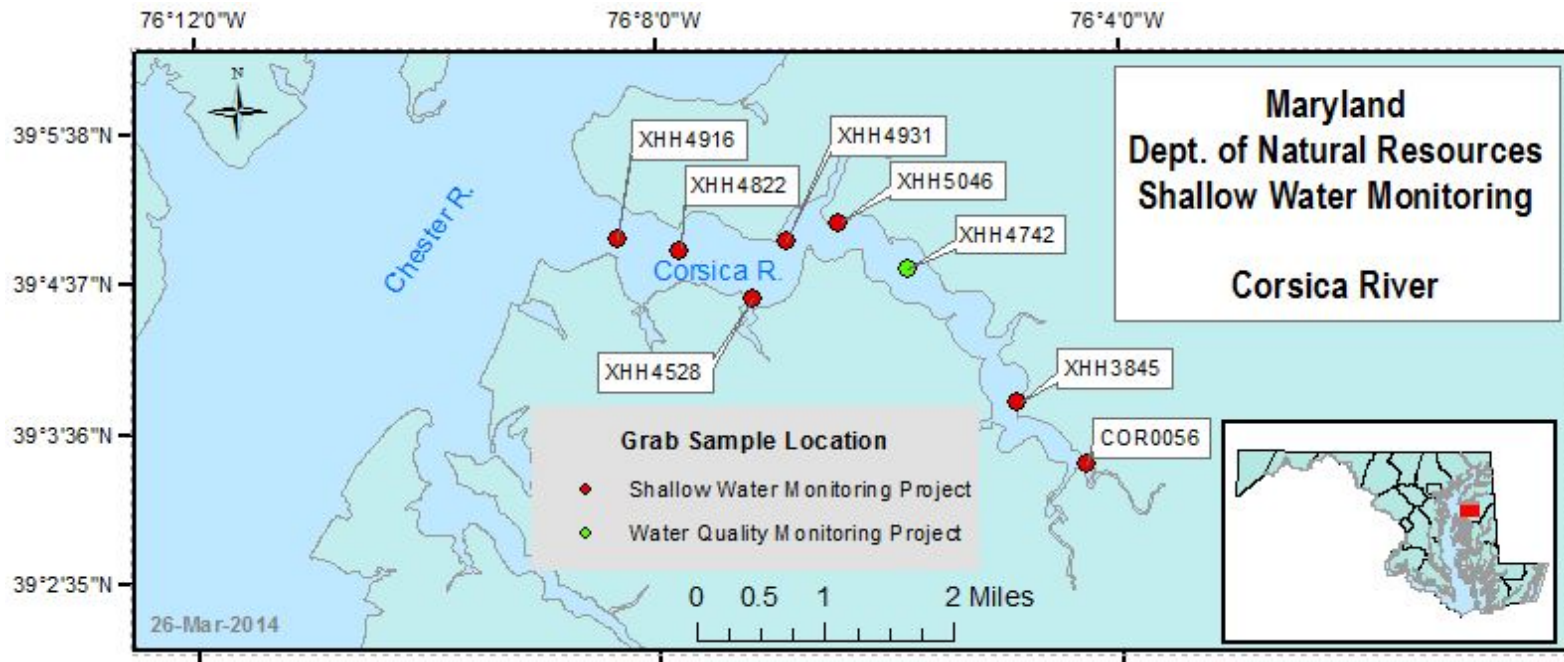 76°12'0"W
76°8'0"W
76°4'0"W
N
39°5'38"N
39°4'37"N
39°3'36"N
39°2'35"N
Maryland
Dept. of Natural Resources
Shallow Water Monitoring
Corsica River
XHH4916
XHH4822
XHH4931
XHH5046
XHH4742
Chester R.
Corsica R.
XHH4528
XHH3845
COR0056
Grab Sample Location
Shallow Water Monitoring Project
Water Quality Monitoring Project
0 0.5 1 2 Miles
26-Mar-2014